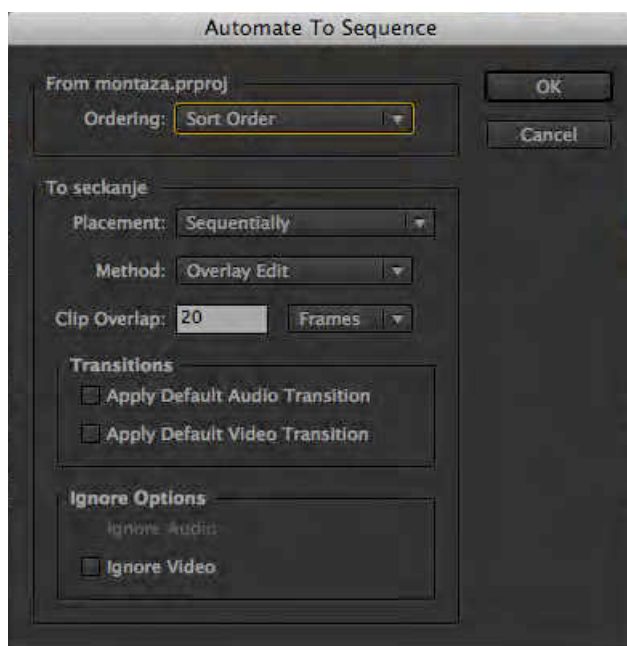 Automate To Sequence
From montaza.prproj
Ordering: Sort Order
OK
Cancel
To seckanje
Placement: Sequentially
Method: Overlay Edit
Clip Overlap: 20 Frames
Transitions
Apply Default Audio Transition
Apply Default Video Transition
Ignore Options
Ignore Audio
Ignore Video